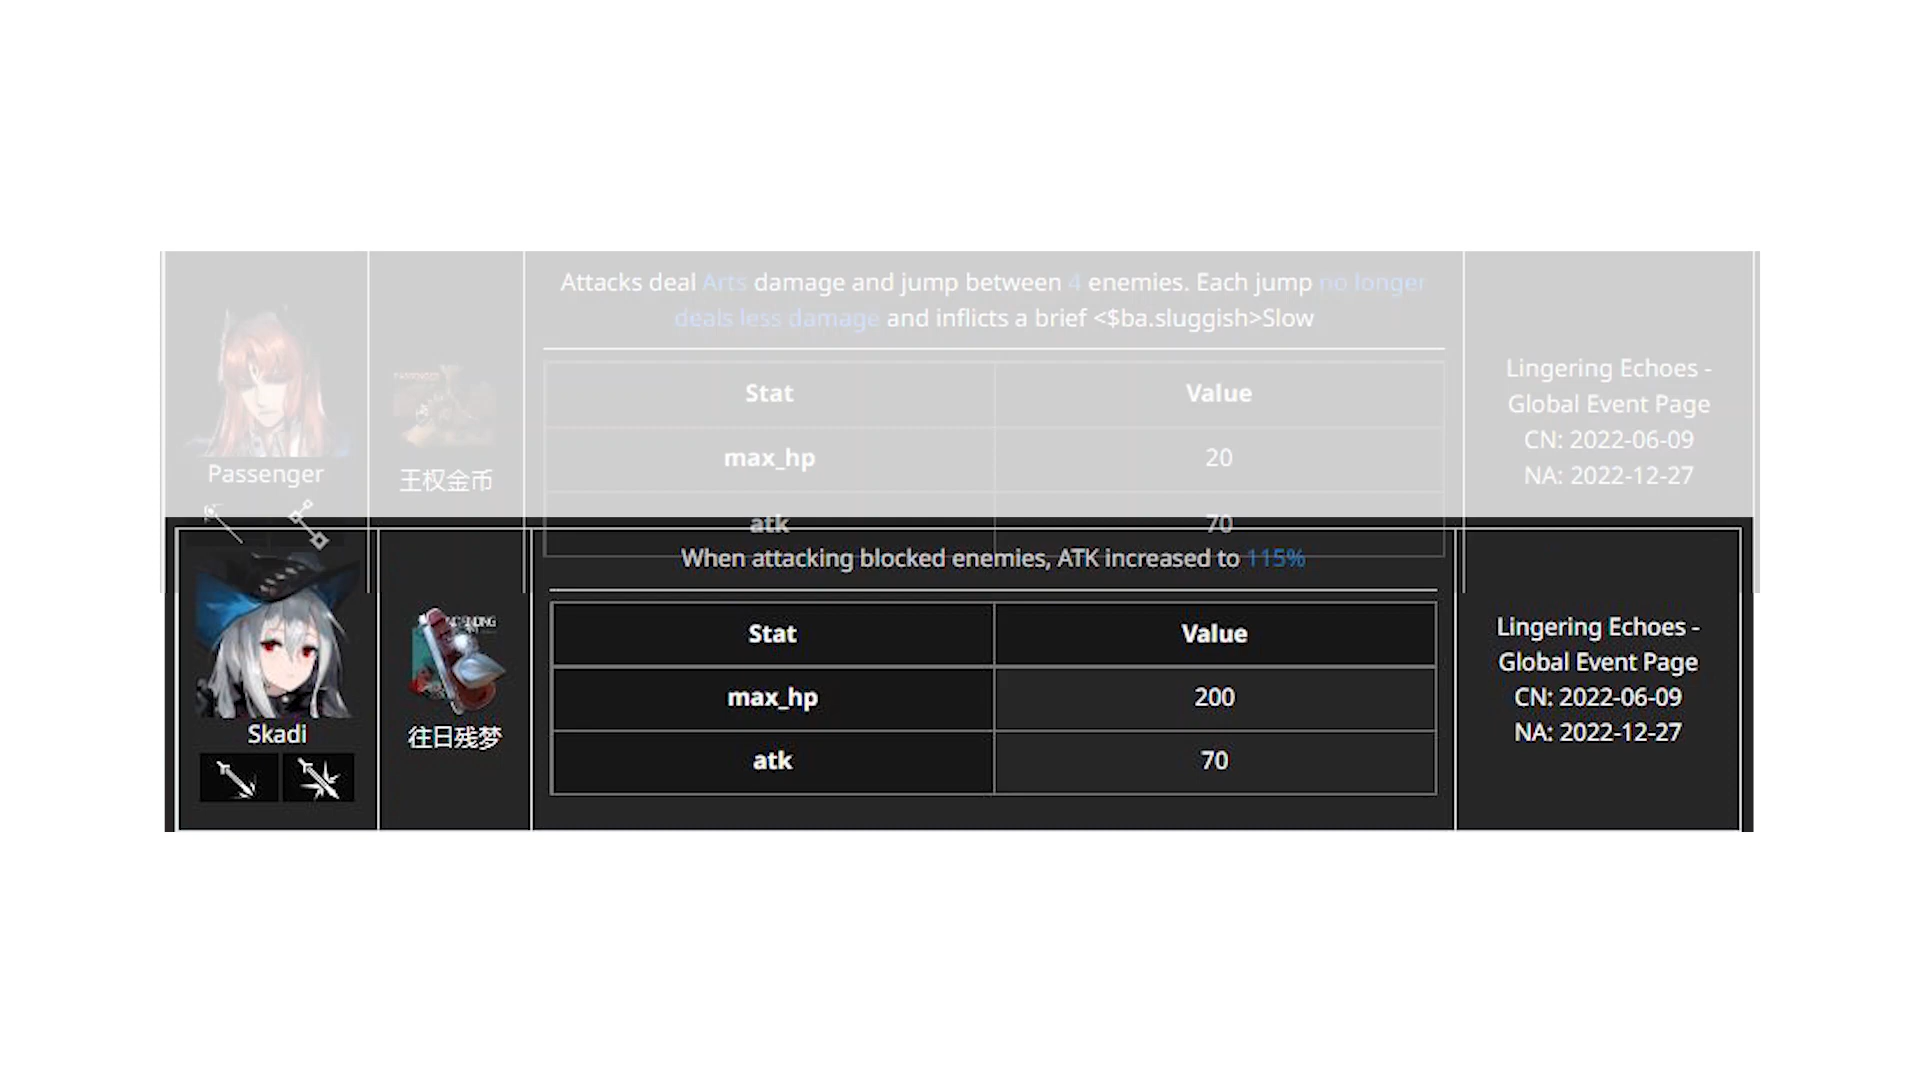 Attacks deal Arts damage and jump between 4 enemies. Each jump no longer
deals less damage and inflicts a brief <$ba.sluggish>Slow
Stat Value
max_hp 20
atk 70
Passenger
王权金币
Lingering Echoes -
Global Event Page
CN: 2022-06-09
NA: 2022-12-27
When attacking blocked enemies, ATK increased to 115%
Stat Value
max_hp 200
atk 70
Skadi
往日残梦
Lingering Echoes -
Global Event Page
CN: 2022-06-09
NA: 2022-12-27